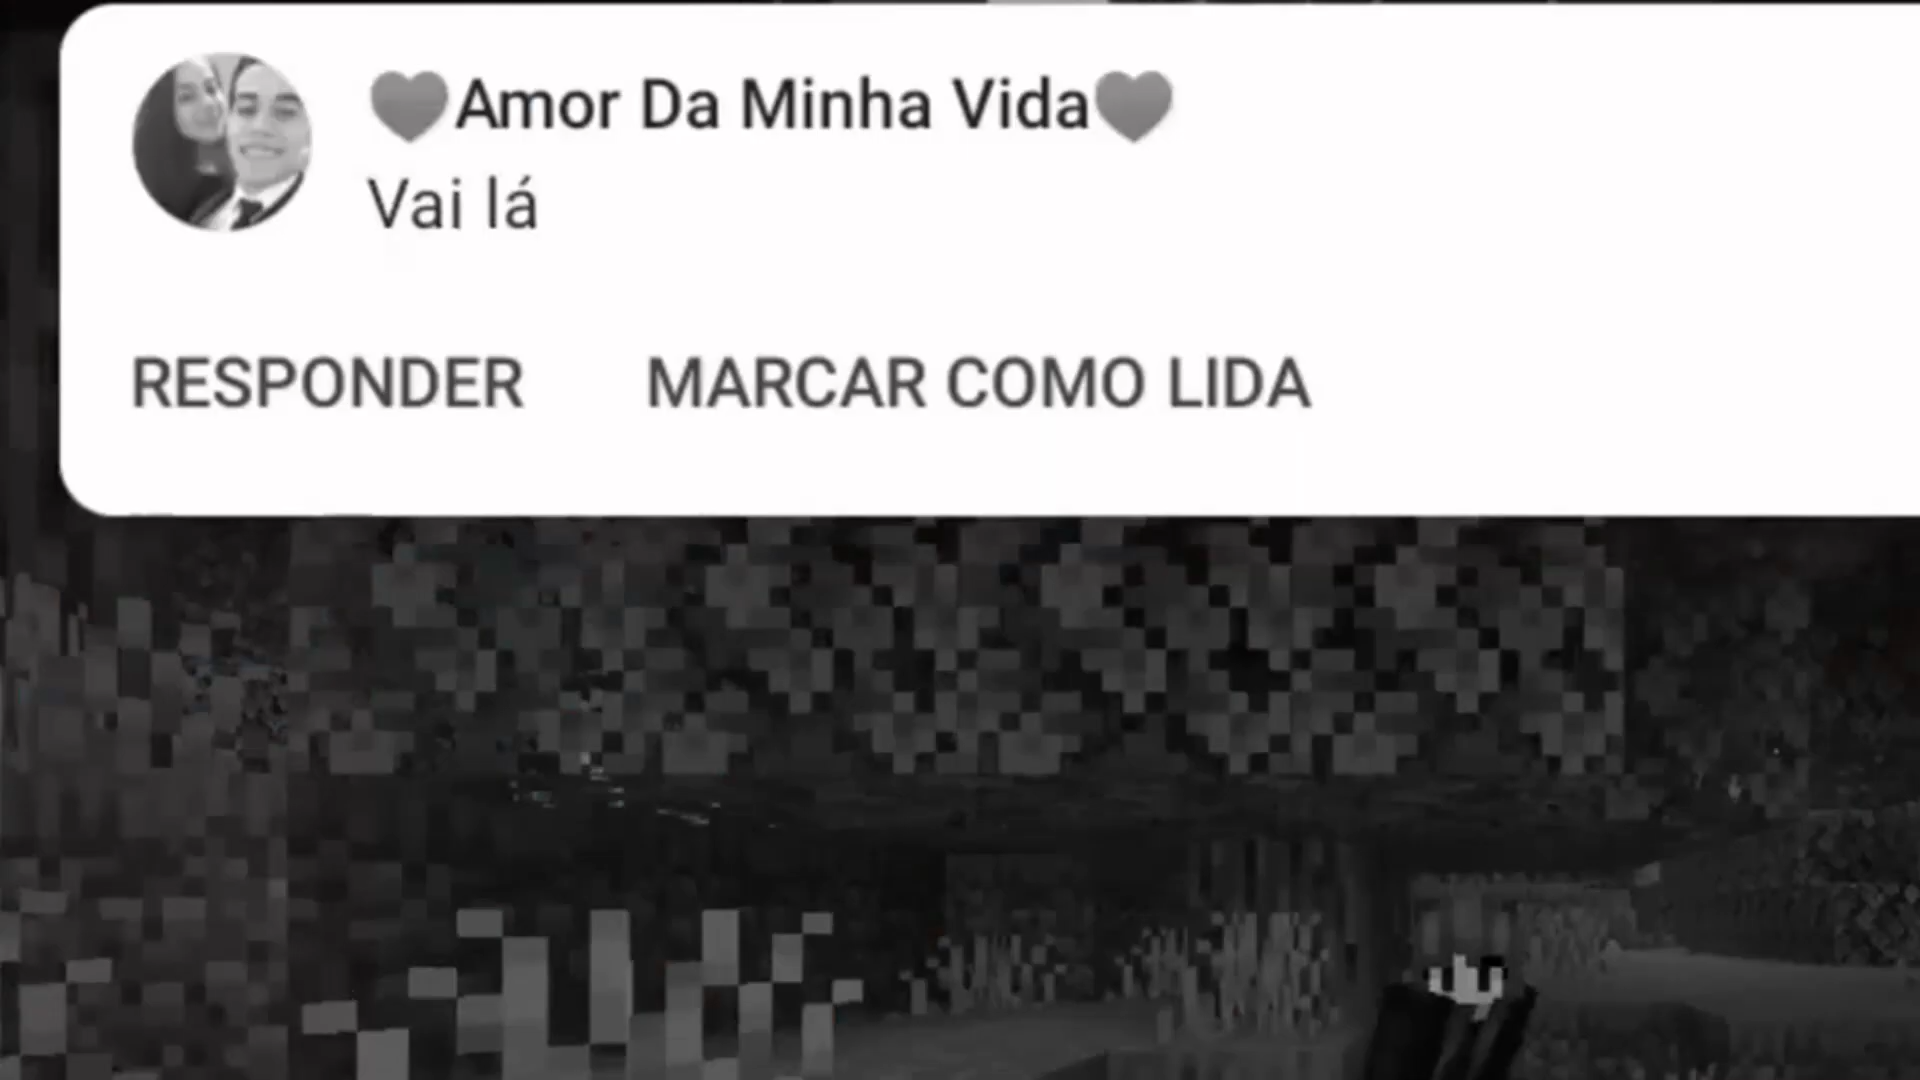 🖤Amor Da Minha Vida🖤
Vai lá
RESPONDER MARCAR COMO LIDA